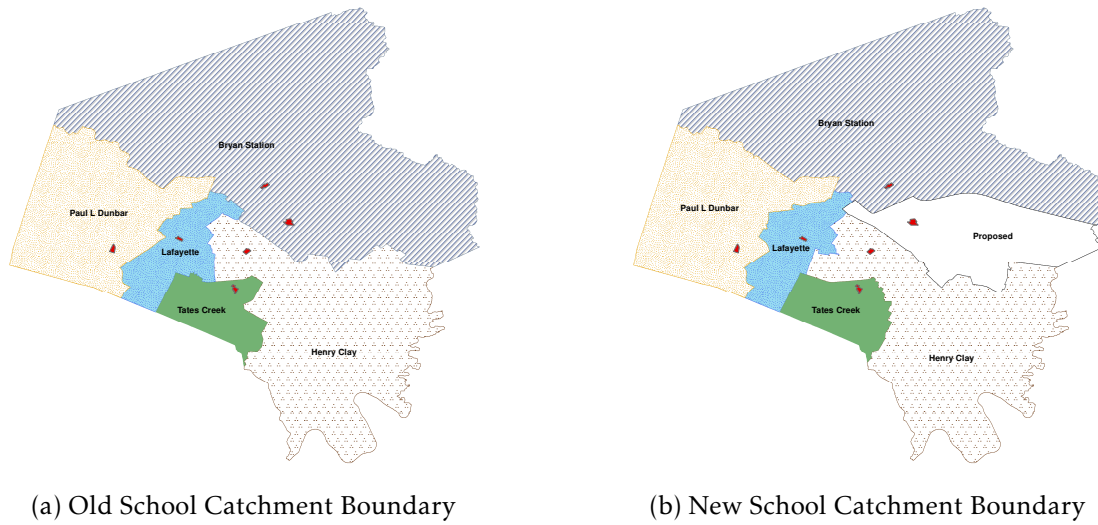 Bryan Station
Paul L Dunbar
Lafayette
Tates Creek
Henry Clay
(a) Old School Catchment Boundary
Bryan Station
Paul L Dunbar
Proposed
Lafayette
Tates Creek
Henry Clay
(b) New School Catchment Boundary